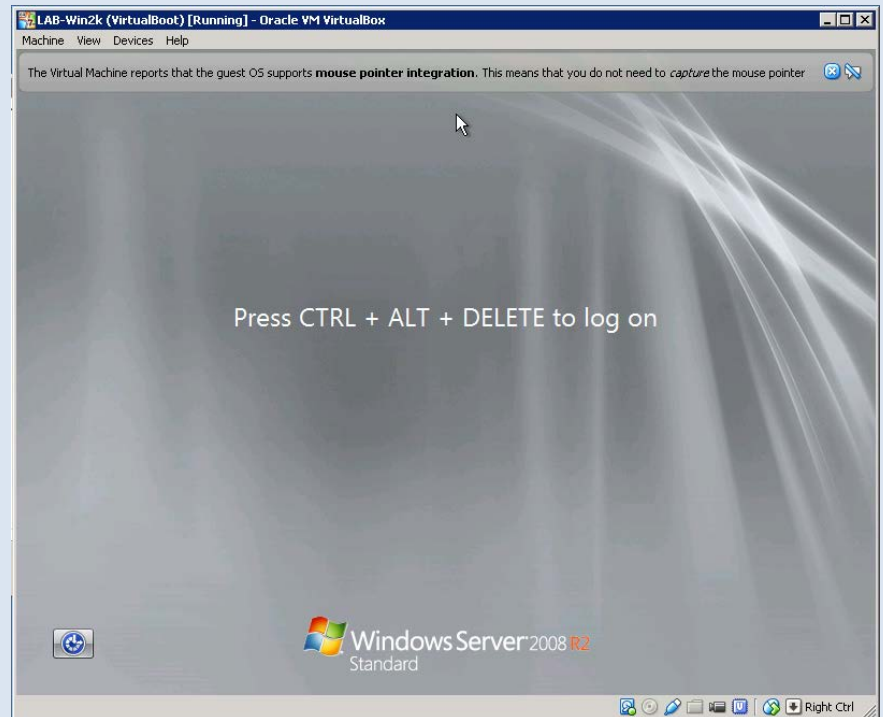 LAB-Win2k (VirtualBoot) [Running] - Oracle VM VirtualBox
Machine View Devices Help
The Virtual Machine reports that the guest OS supports mouse pointer integration. This means that you do not need to capture the mouse pointer
Press CTRL + ALT + DELETE to log on
Windows Server 2008 R2
Standard
Right Ctrl